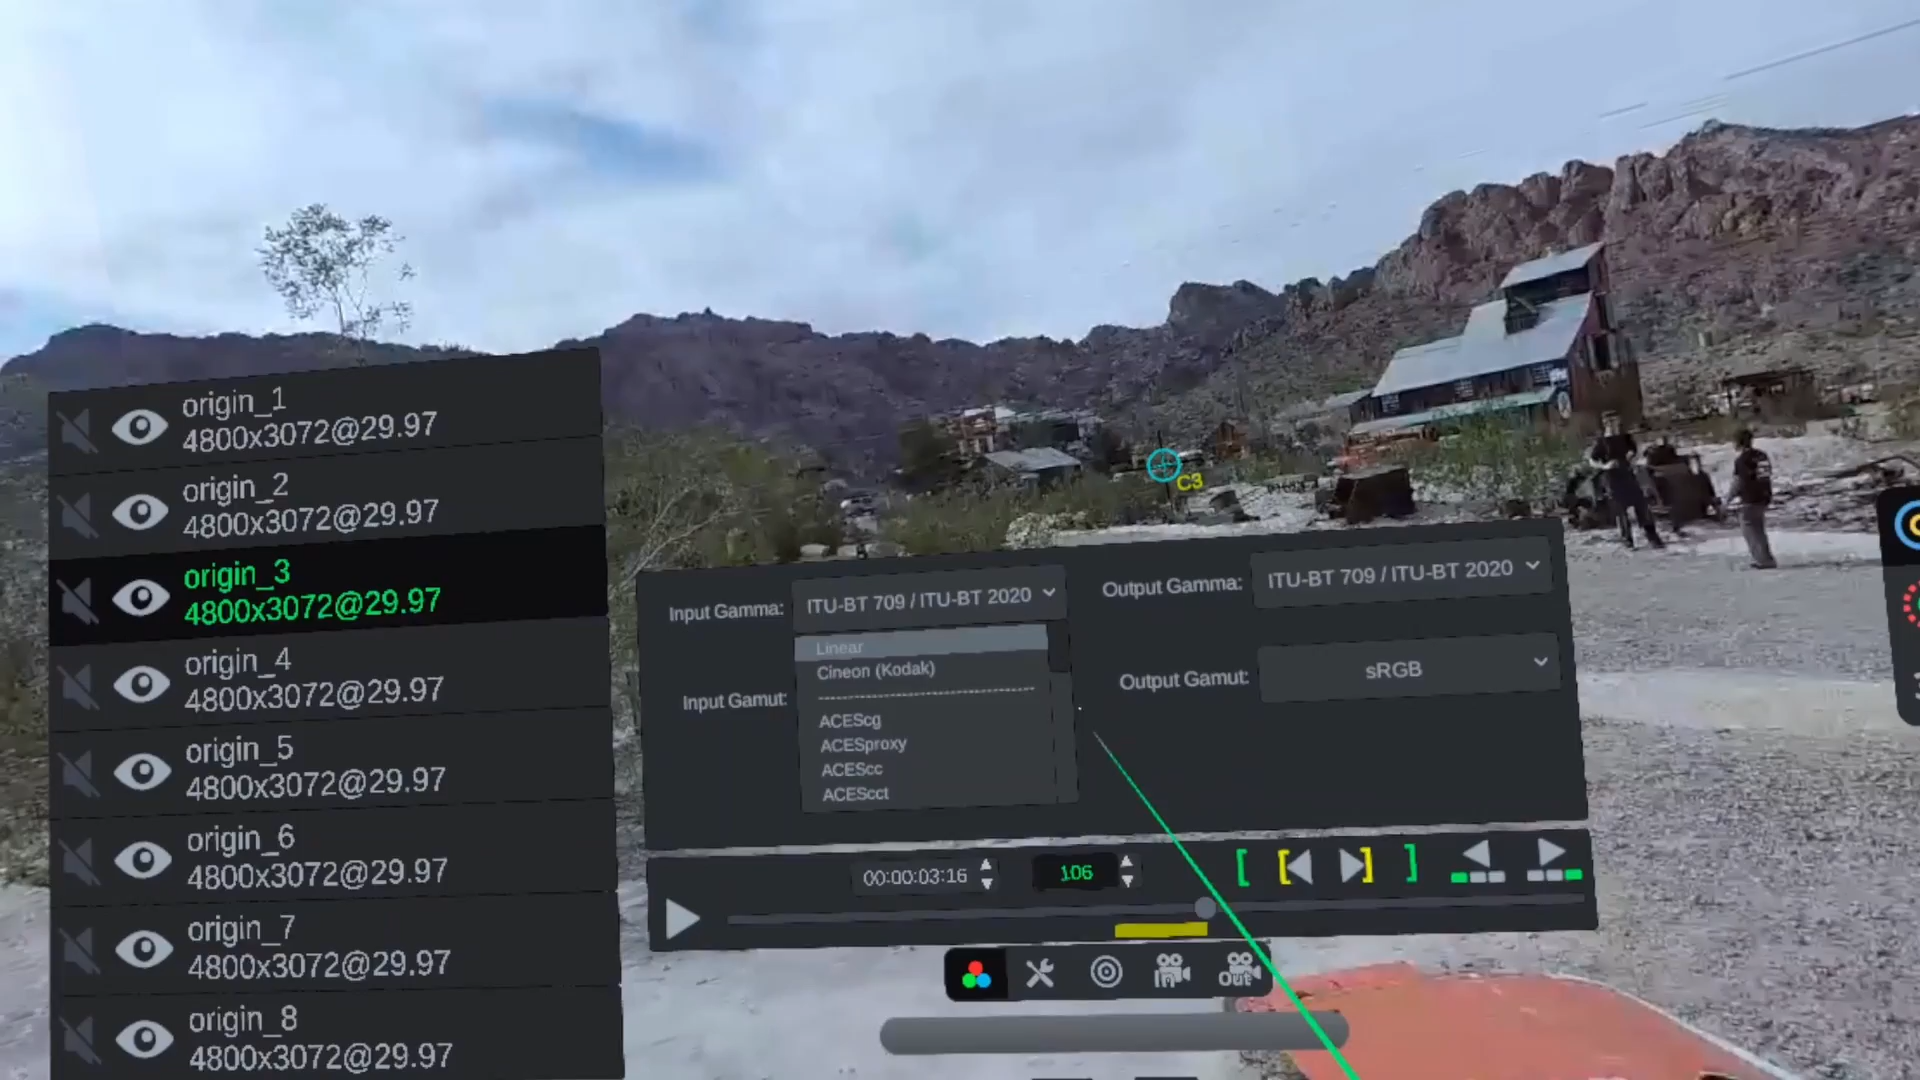 origin_1
4800x3072@29.97
origin_2
4800x3072@29.97
origin_3
4800x3072@29.97
origin_4
4800x3072@29.97
origin_5
4800x3072@29.97
origin_6
4800x3072@29.97
origin_7
4800x3072@29.97
origin_8
4800x3072@29.97
C3
Input Gamma: ITU-BT 709 / ITU-BT 2020
Output Gamma: ITU-BT 709 / ITU-BT 2020
Linear
Cineon (Kodak)
ACEScg
ACESproxy
ACEScc
ACEScct
Input Gamut:
Output Gamut: sRGB
00:00:03:16
106
In
Out